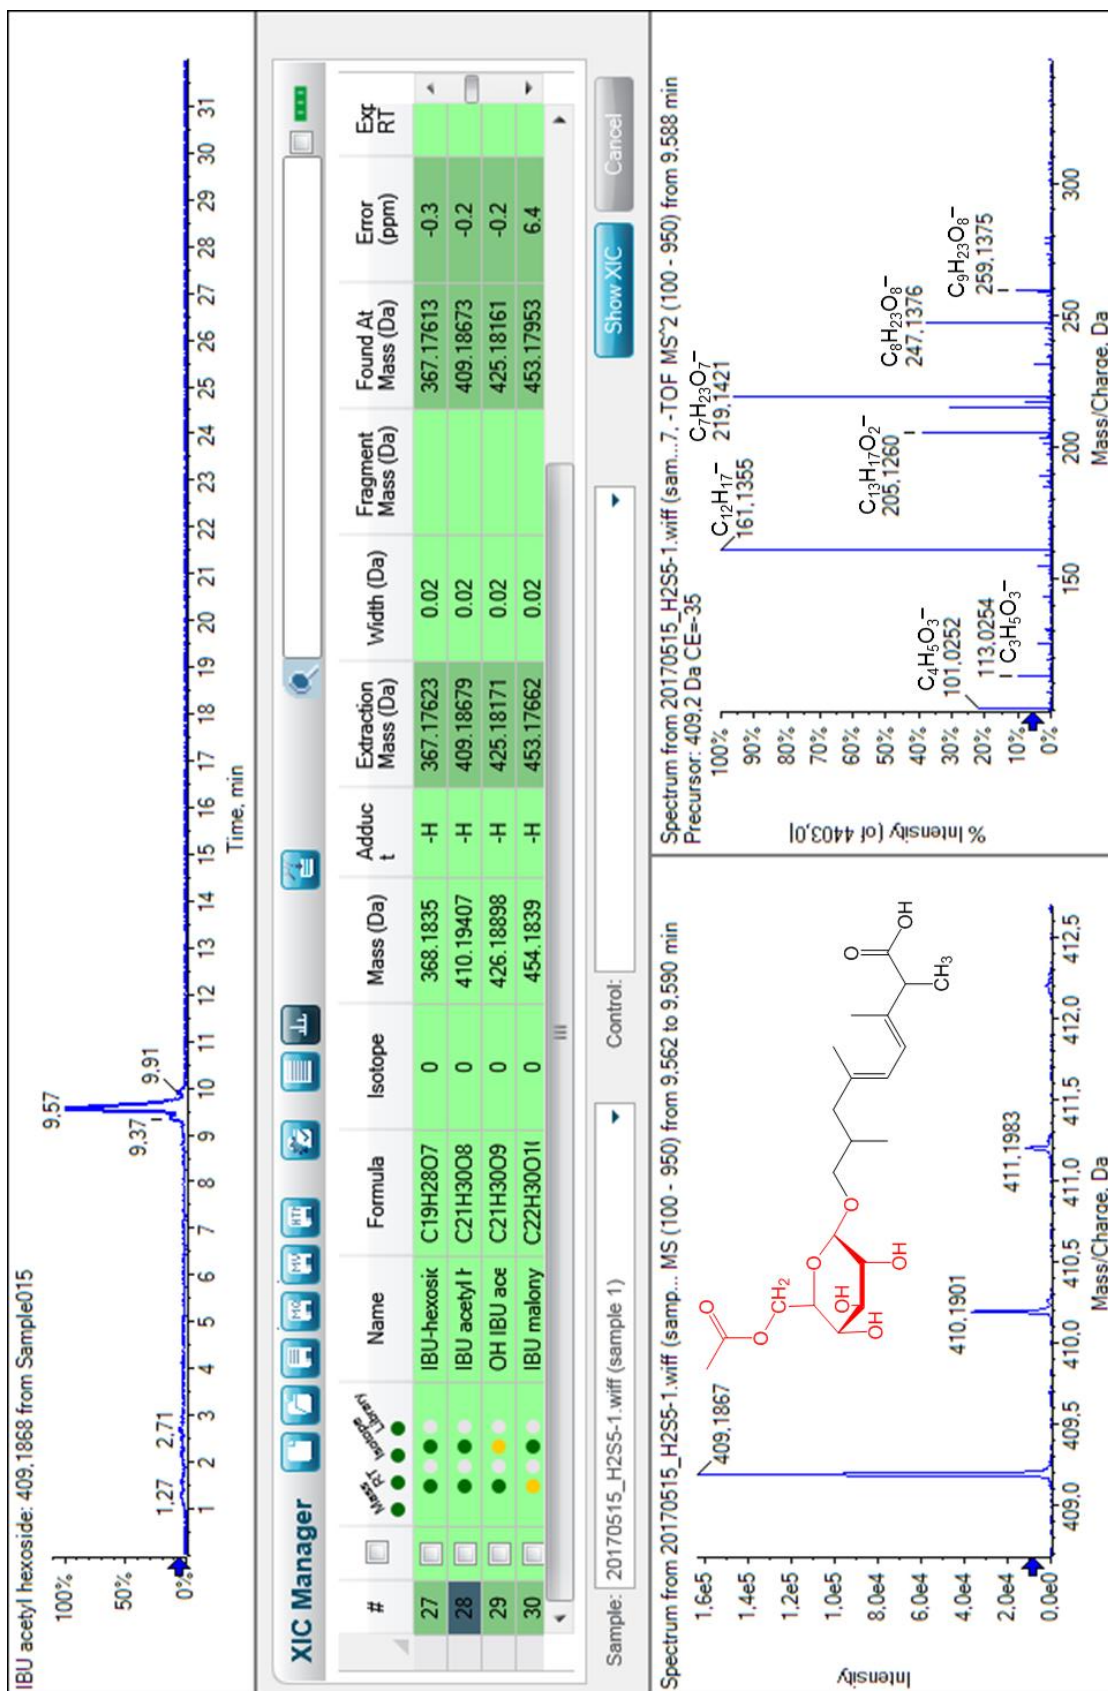 IBU acetyl hexoside: 409.1868 from Sample015
100%
50%
0%
1,27
2,71
9,37
9,57
9,91
1 2 3 4 5 6 7 8 9 10 11 12 13 14 15 16 17 18 19 20 21 22 23 24 25 26 27 28 29 30 31
Time, min
XIC Manager
# Mass RT Isotope Library Name Formula Isotope Mass (Da) Adduct Extraction Mass (Da) Width (Da) Fragment Mass (Da) Found At Mass (Da) Error (ppm) Exp RT
27 IBU-hexosic C19H28O7 0 368.1835 -H 367.17623 0.02 367.17613 -0.3
28 IBU acetyl h C21H30O8 0 410.19407 -H 409.18679 0.02 409.18673 -0.2
29 OH IBU ace C21H30O9 0 426.18898 -H 425.18171 0.02 425.18161 -0.2
30 IBU malony C22H30O1( 0 454.1839 -H 453.17662 0.02 453.17953 6.4
Sample: 20170515_H2S5-1.wiff (sample 1) Control: Show XIC Cancel
Spectrum from 20170515_H2S5-1.wiff (samp... MS (100 - 950) from 9,562 to 9,590 min
Intensity
1,6e5
1,4e5
1,2e5
1,0e5
8,0e4
6,0e4
4,0e4
2,0e4
0,0e0
409,1867
410,1901
411,1983
O
O
CH₂
O
OH
OH
OH
O
O
OH
CH₃
409,0 409,5 410,0 410,5 411,0 411,5 412,0 412,5
Mass/Charge, Da
Spectrum from 20170515_H2S5-1.wiff (sam...7, -TOF MS^2 (100 - 950) from 9,588 min
Precursor: 409,2 Da CE=-35
% Intensity (of 4403,0)
100%
90%
80%
70%
60%
50%
40%
30%
20%
10%
0%
C₄H₅O₃⁻
101,0252
113,0254
C₃H₅O₃⁻
C₁₂H₁₇⁻
161,1355
C₁₃H₁₇O₂⁻
205,1260
C₇H₂₃O₇⁻
219,1421
C₈H₂₃O₈⁻
247,1376
C₉H₂₃O₈⁻
259,1375
150 200 250 300
Mass/Charge, Da